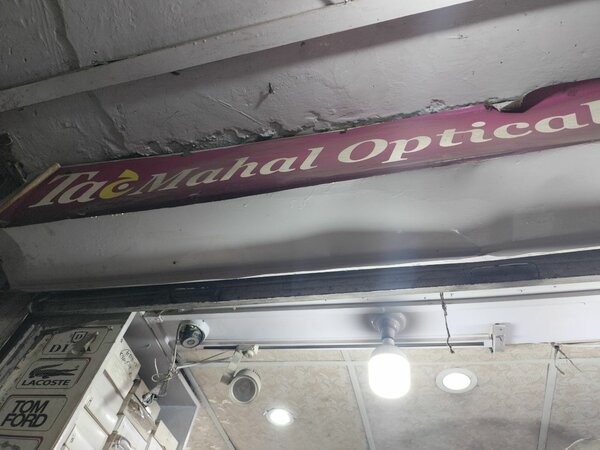 Taj Mahal Optical
LACOSTE
TOM
FORD